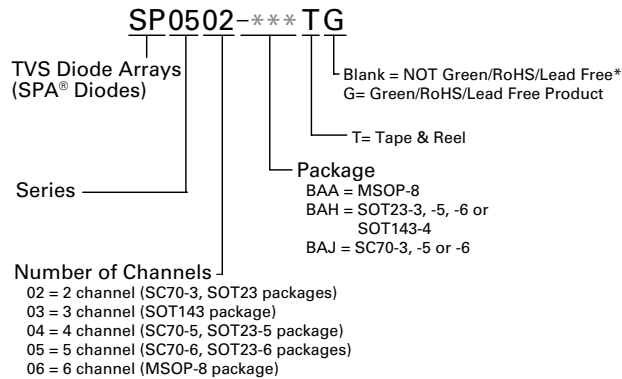 SP0502-***TG
TVS Diode Arrays
(SPA® Diodes)
Blank = NOT Green/RoHS/Lead Free*
G= Green/RoHS/Lead Free Product
T= Tape & Reel
Package
BAA = MSOP-8
BAH = SOT23-3, -5, -6 or
SOT143-4
BAJ = SC70-3, -5 or -6
Series
Number of Channels
02 = 2 channel (SC70-3, SOT23 packages)
03 = 3 channel (SOT143 package)
04 = 4 channel (SC70-5, SOT23-5 package)
05 = 5 channel (SC70-6, SOT23-6 packages)
06 = 6 channel (MSOP-8 package)